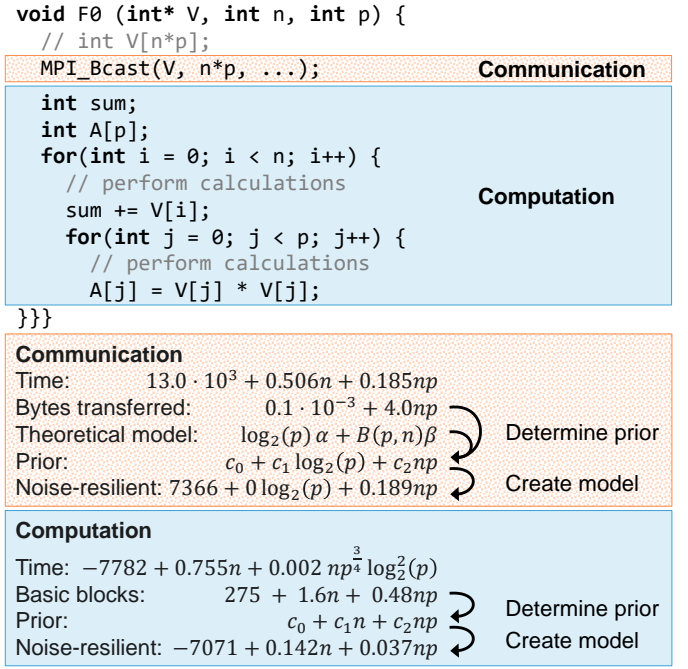 void F0 (int* V, int n, int p) {
// int V[n*p];
MPI_Bcast(V, n*p, ...); Communication
int sum;
int A[p];
for(int i = 0; i < n; i++) {
// perform calculations
sum += V[i]; Computation
for(int j = 0; j < p; j++) {
// perform calculations
A[j] = V[j] * V[j];
}}}
Communication
Time: 13.0 · 10³ + 0.506n + 0.185np
Bytes transferred: 0.1 · 10⁻³ + 4.0np
Theoretical model: log₂(p) α + B(p, n)β Determine prior
Prior: c₀ + c₁ log₂(p) + c₂np
Noise-resilient: 7366 + 0 log₂(p) + 0.189np Create model
Computation
Time: −7782 + 0.755n + 0.002 np^(3/4) log₂²(p)
Basic blocks: 275 + 1.6n + 0.48np Determine prior
Prior: c₀ + c₁n + c₂np
Noise-resilient: −7071 + 0.142n + 0.037np Create model